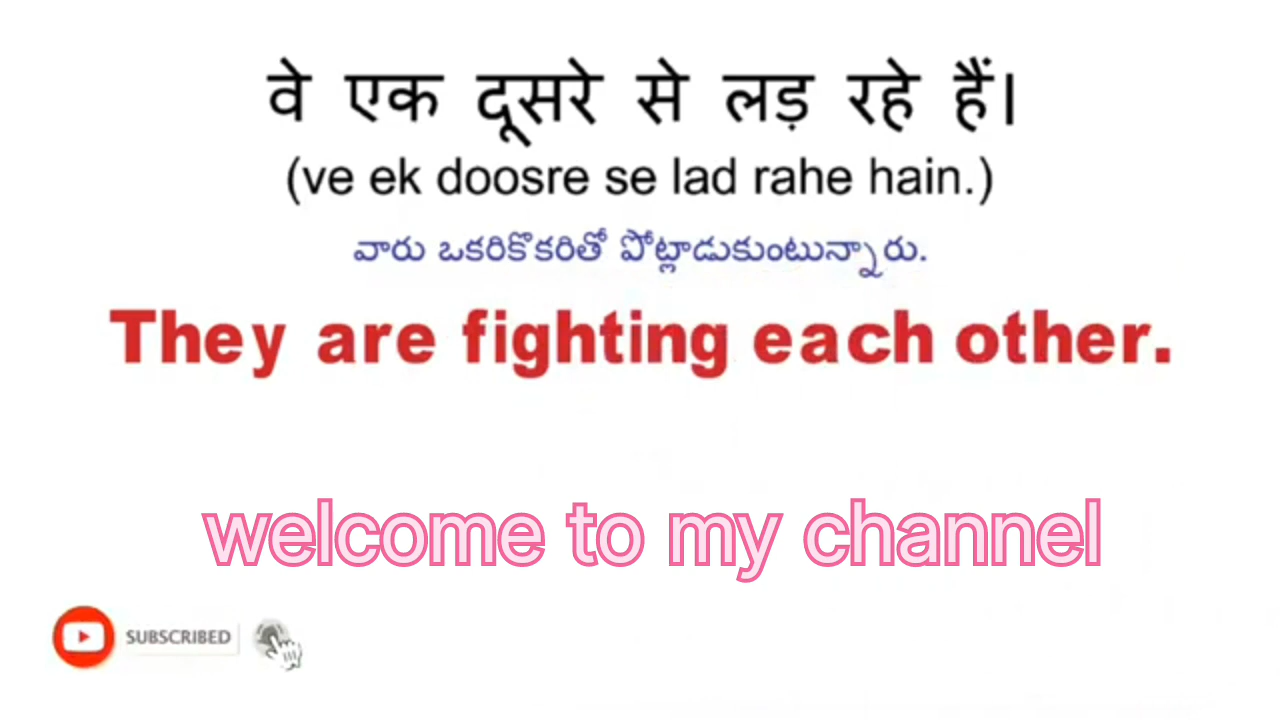 वे एक दूसरे से लड़ रहे हैं।
(ve ek doosre se lad rahe hain.)
వారు ఒకరికొకరితో పోట్లాడుకుంటున్నారు.
They are fighting each other.
welcome to my channel
SUBSCRIBED